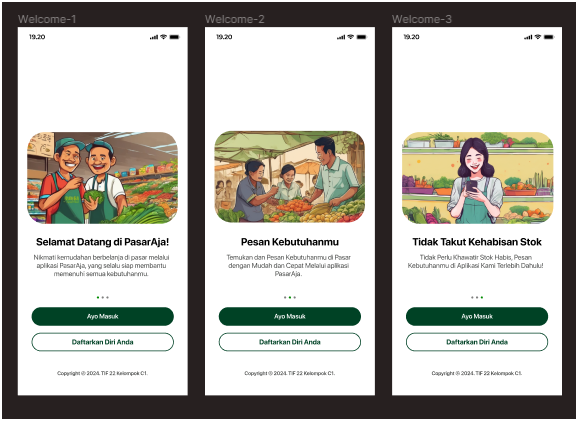 Welcome-1
19.20
Selamat Datang di PasarAja!
Nikmati kemudahan berbelanja di pasar melalui
aplikasi PasarAja, yang selalu siap membantu
memenuhi semua kebutuhanmu.
Ayo Masuk
Daftarkan Diri Anda
Copyright © 2024. TIF 22 Kelompok C1.
Welcome-2
19.20
Pesan Kebutuhanmu
Temukan dan Pesan Kebutuhanmu di Pasar
dengan Mudah dan Cepat Melalui aplikasi
PasarAja.
Ayo Masuk
Daftarkan Diri Anda
Copyright © 2024. TIF 22 Kelompok C1.
Welcome-3
19.20
Tidak Takut Kehabisan Stok
Tidak Perlu Khawatir Stok Habis, Pesan
Kebutuhanmu di Aplikasi Kami Terlebih Dahulu!
Ayo Masuk
Daftarkan Diri Anda
Copyright © 2024. TIF 22 Kelompok C1.